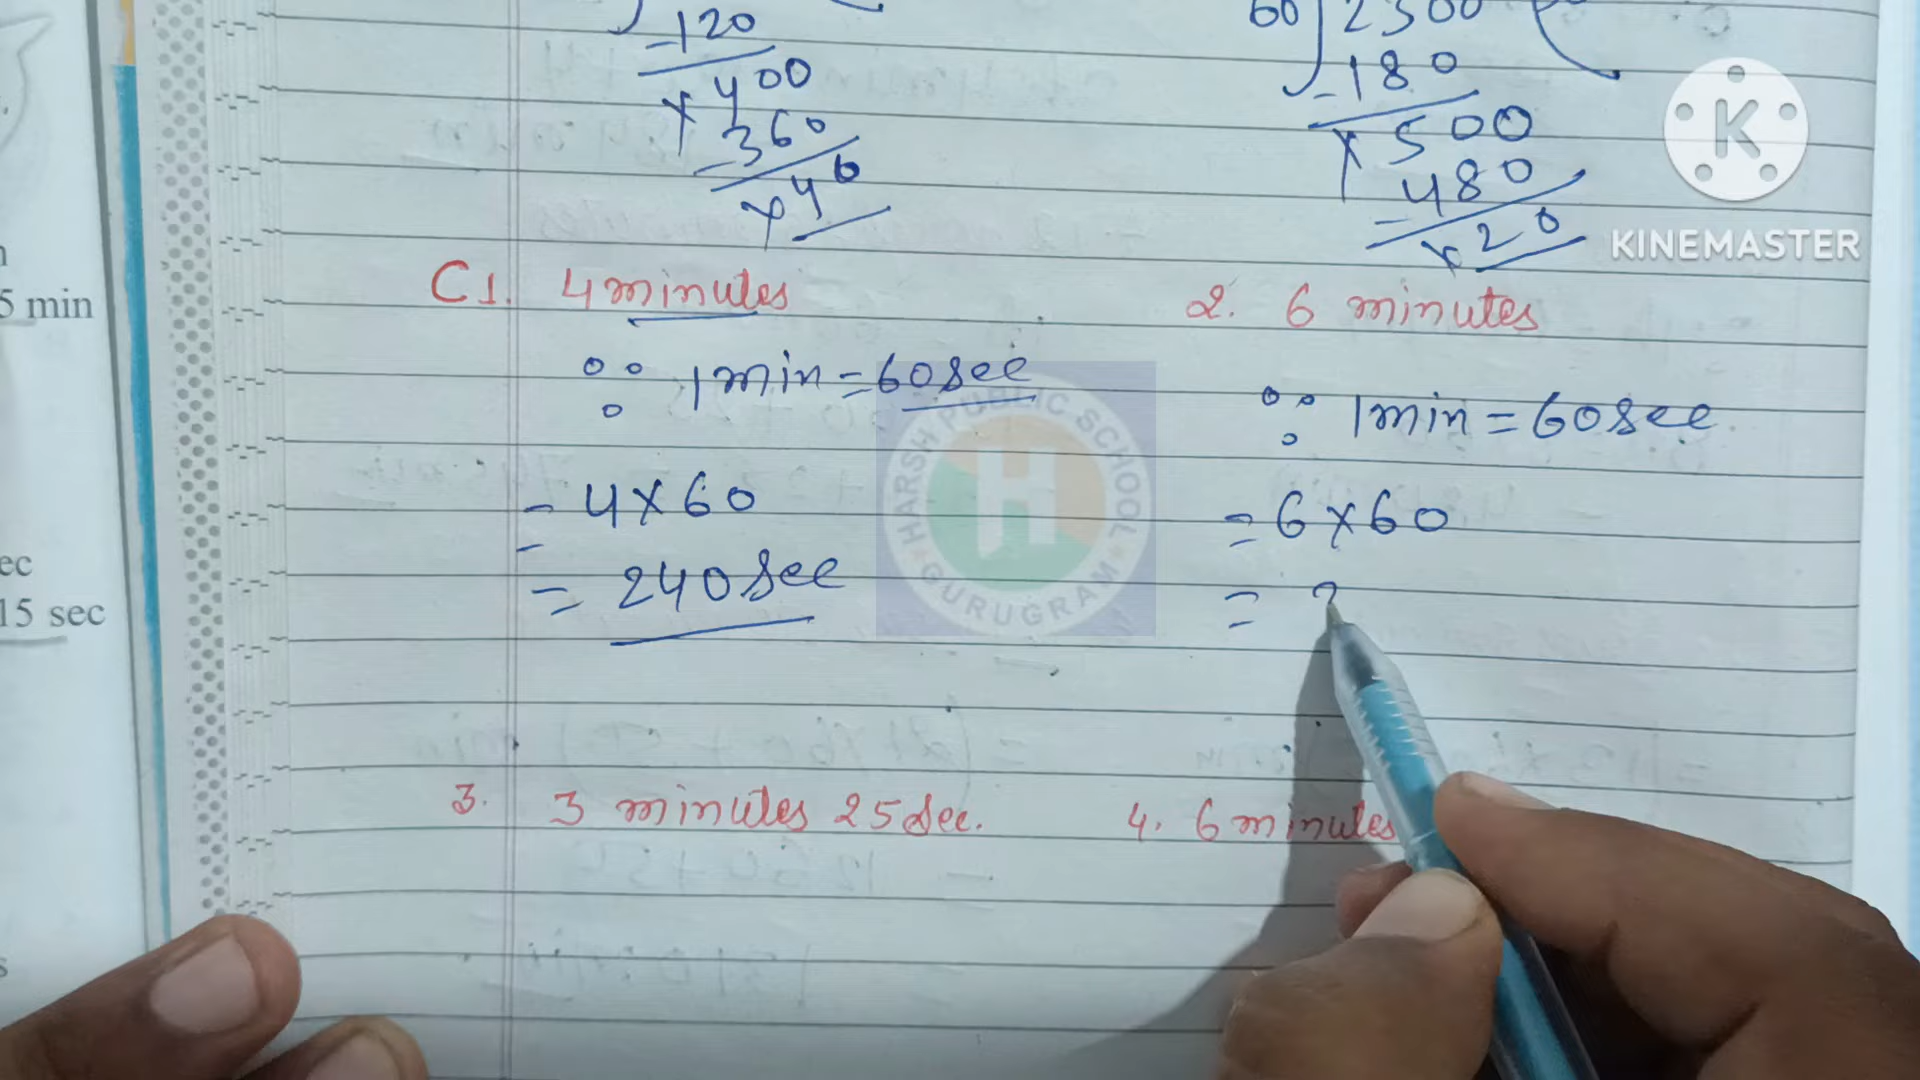 -120
400
360
40
60 2300
-180
500
480
20
KINEMASTER
C1. 4 minutes
2. 6 minutes
5 min
∵ 1 min = 60 sec
∵ 1 min = 60 sec
HARSH PUBLIC SCHOOL
H
GURUGRAM
= 4 × 60
= 6 × 60
ec
= 240 sec
=
15 sec
3. 3 minutes 25 sec.
4. 6 minutes